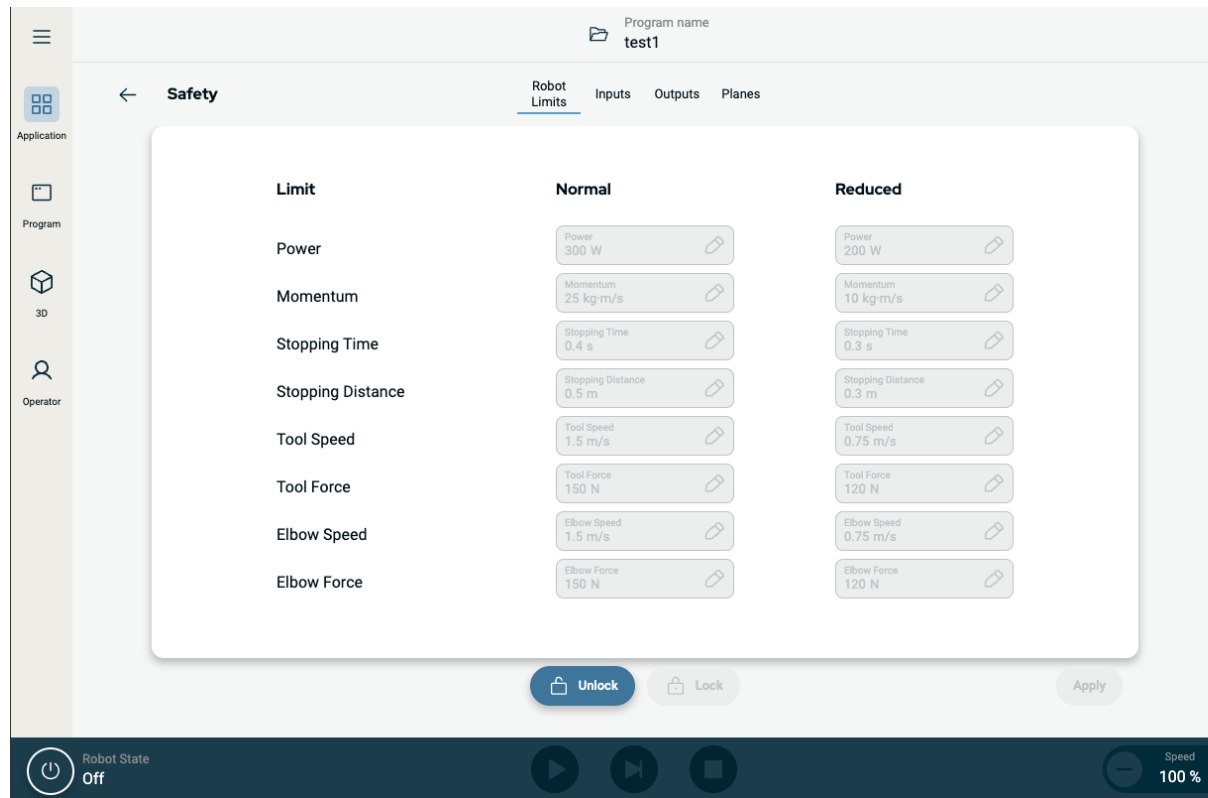 Program name
test1
Application
Program
3D
Operator
Safety
Robot
Limits
Inputs
Outputs
Planes
Limit
Normal
Reduced
Power
Power
300 W
Power
200 W
Momentum
Momentum
25 kg·m/s
Momentum
10 kg·m/s
Stopping Time
Stopping Time
0.4 s
Stopping Time
0.3 s
Stopping Distance
Stopping Distance
0.5 m
Stopping Distance
0.3 m
Tool Speed
Tool Speed
1.5 m/s
Tool Speed
0.75 m/s
Tool Force
Tool Force
150 N
Tool Force
120 N
Elbow Speed
Elbow Speed
1.5 m/s
Elbow Speed
0.75 m/s
Elbow Force
Elbow Force
150 N
Elbow Force
120 N
Unlock
Lock
Apply
Robot State
Off
Speed
100 %